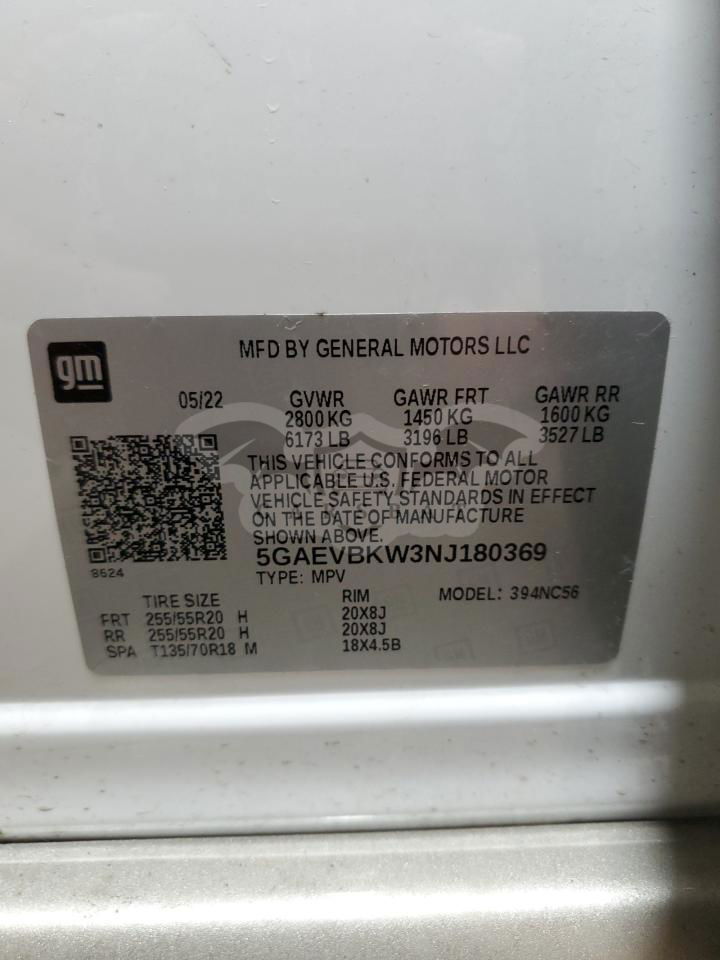 gm
MFD BY GENERAL MOTORS LLC
05/22 GVWR GAWR FRT GAWR RR
2800 KG 1450 KG 1600 KG
6173 LB 3196 LB 3527 LB
THIS VEHICLE CONFORMS TO ALL
APPLICABLE U.S. FEDERAL MOTOR
VEHICLE SAFETY STANDARDS IN EFFECT
ON THE DATE OF MANUFACTURE
SHOWN ABOVE.
8624
5GAEVBKW3NJ180369
TYPE: MPV
TIRE SIZE RIM MODEL: 394NC56
FRT 255/55R20 H 20X8J
RR 255/55R20 H 20X8J
SPA T135/70R18 M 18X4.5B